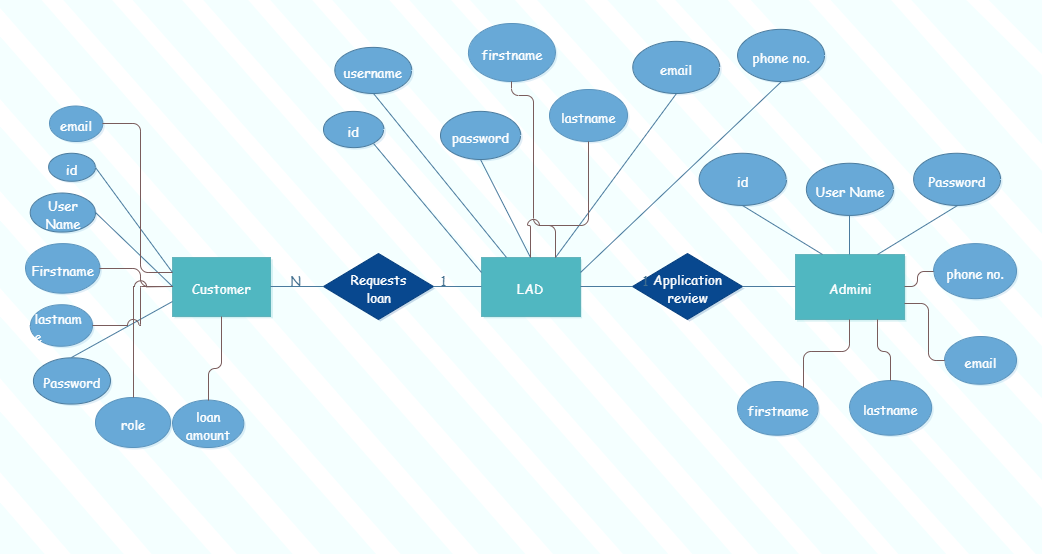 firstname
phone no.
username
email
lastname
email
id
password
id
id
User Name
Password
User
Name
Firstname
phone no.
N
Requests
loan
1
1
Application
review
Customer
LAD
Admini
lastnam
e
email
Password
firstname
lastname
role
loan
amount